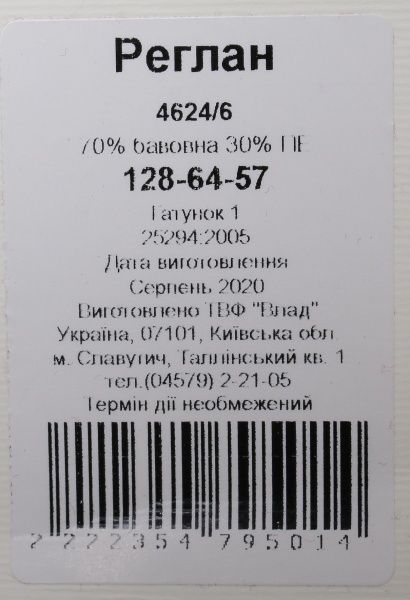 Реглан
4624/6
70% бавовна 30% ПЕ
128-64-57
Гатунок 1
25294:2005
Дата виготовлення
Серпень 2020
Виготовлено ТВФ "Влад"
Україна, 07101, Київська обл.
м. Славутич, Таллінський кв. 1
тел.(04579) 2-21-05
Термін дії необмежений
2 222354 795014